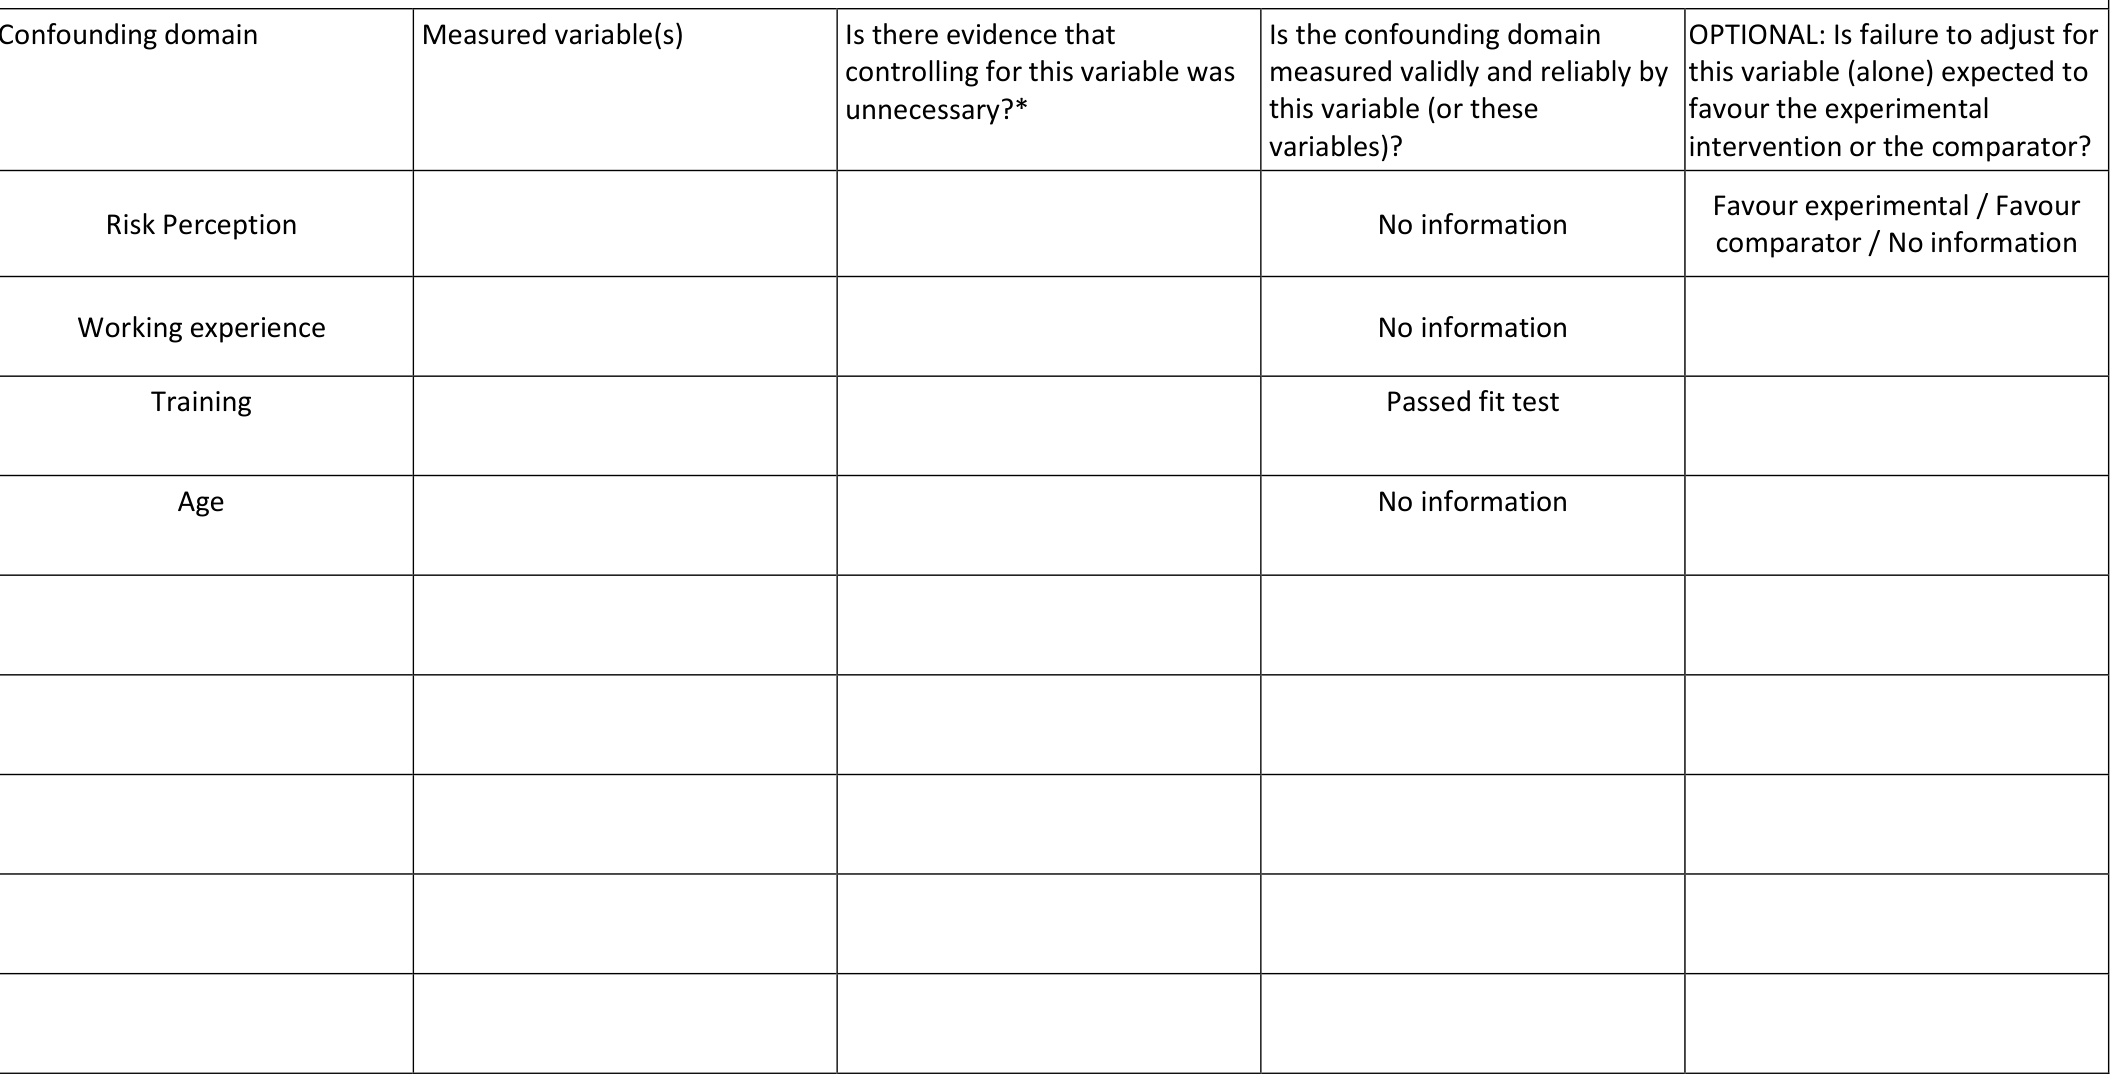 Confounding domain
Measured variable(s)
Is there evidence that
controlling for this variable was
unnecessary?*
Is the confounding domain
measured validly and reliably by
this variable (or these
variables)?
OPTIONAL: Is failure to adjust for
this variable (alone) expected to
favour the experimental
intervention or the comparator?
Risk Perception
No information
Favour experimental / Favour
comparator / No information
Working experience
No information
Training
Passed fit test
Age
No information